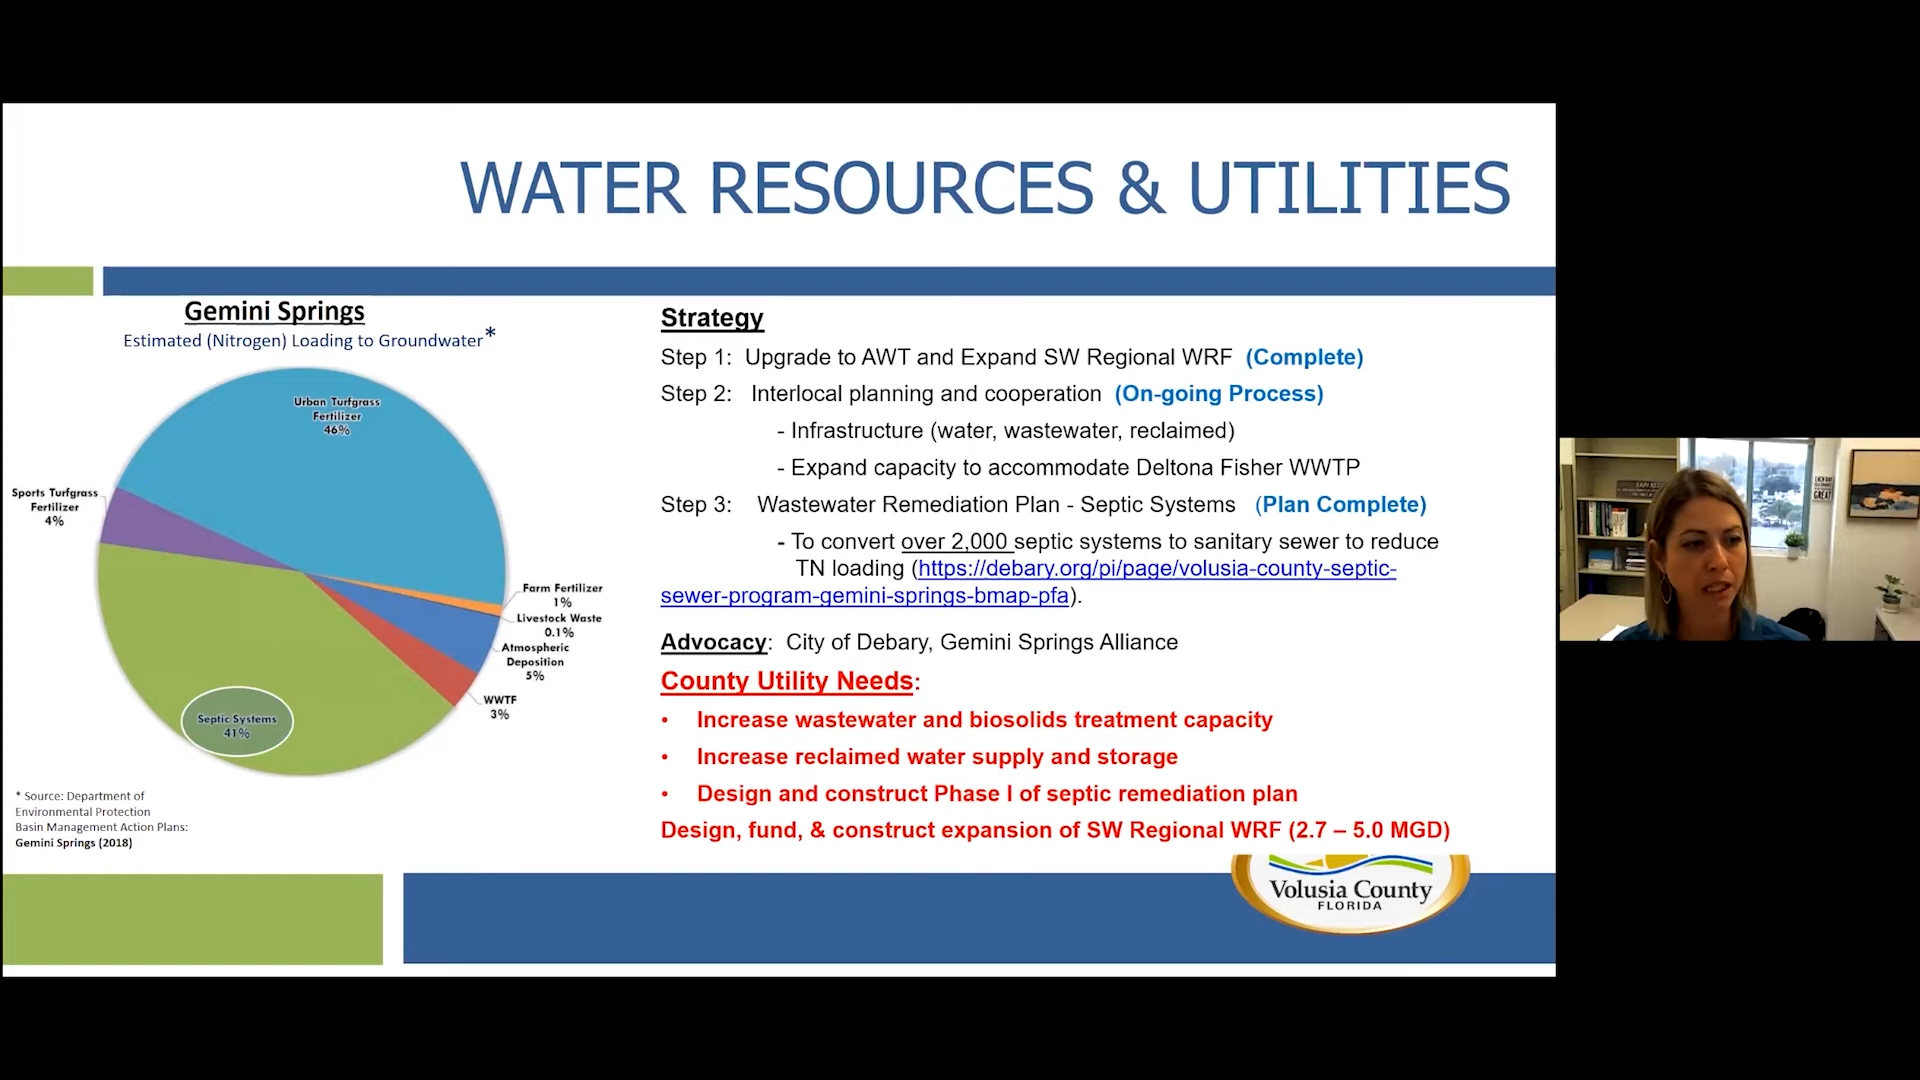 WATER RESOURCES & UTILITIES
Gemini Springs
Estimated (Nitrogen) Loading to Groundwater*
Urban Turfgrass
Fertilizer
46%
Sports Turfgrass
Fertilizer
4%
Farm Fertilizer
1%
Livestock Waste
0.1%
Atmospheric
Deposition
5%
WWTF
3%
Septic Systems
41%
* Source: Department of
Environmental Protection
Basin Management Action Plans:
Gemini Springs (2018)
Strategy
Step 1: Upgrade to AWT and Expand SW Regional WRF (Complete)
Step 2: Interlocal planning and cooperation (On-going Process)
- Infrastructure (water, wastewater, reclaimed)
- Expand capacity to accommodate Deltona Fisher WWTP
Step 3: Wastewater Remediation Plan - Septic Systems (Plan Complete)
- To convert over 2,000 septic systems to sanitary sewer to reduce
TN loading (https://debary.org/pi/page/volusia-county-septic-
sewer-program-gemini-springs-bmap-pfa).
Advocacy: City of Debary, Gemini Springs Alliance
County Utility Needs:
• Increase wastewater and biosolids treatment capacity
• Increase reclaimed water supply and storage
• Design and construct Phase I of septic remediation plan
Design, fund, & construct expansion of SW Regional WRF (2.7 – 5.0 MGD)
Volusia County
FLORIDA
GREAT